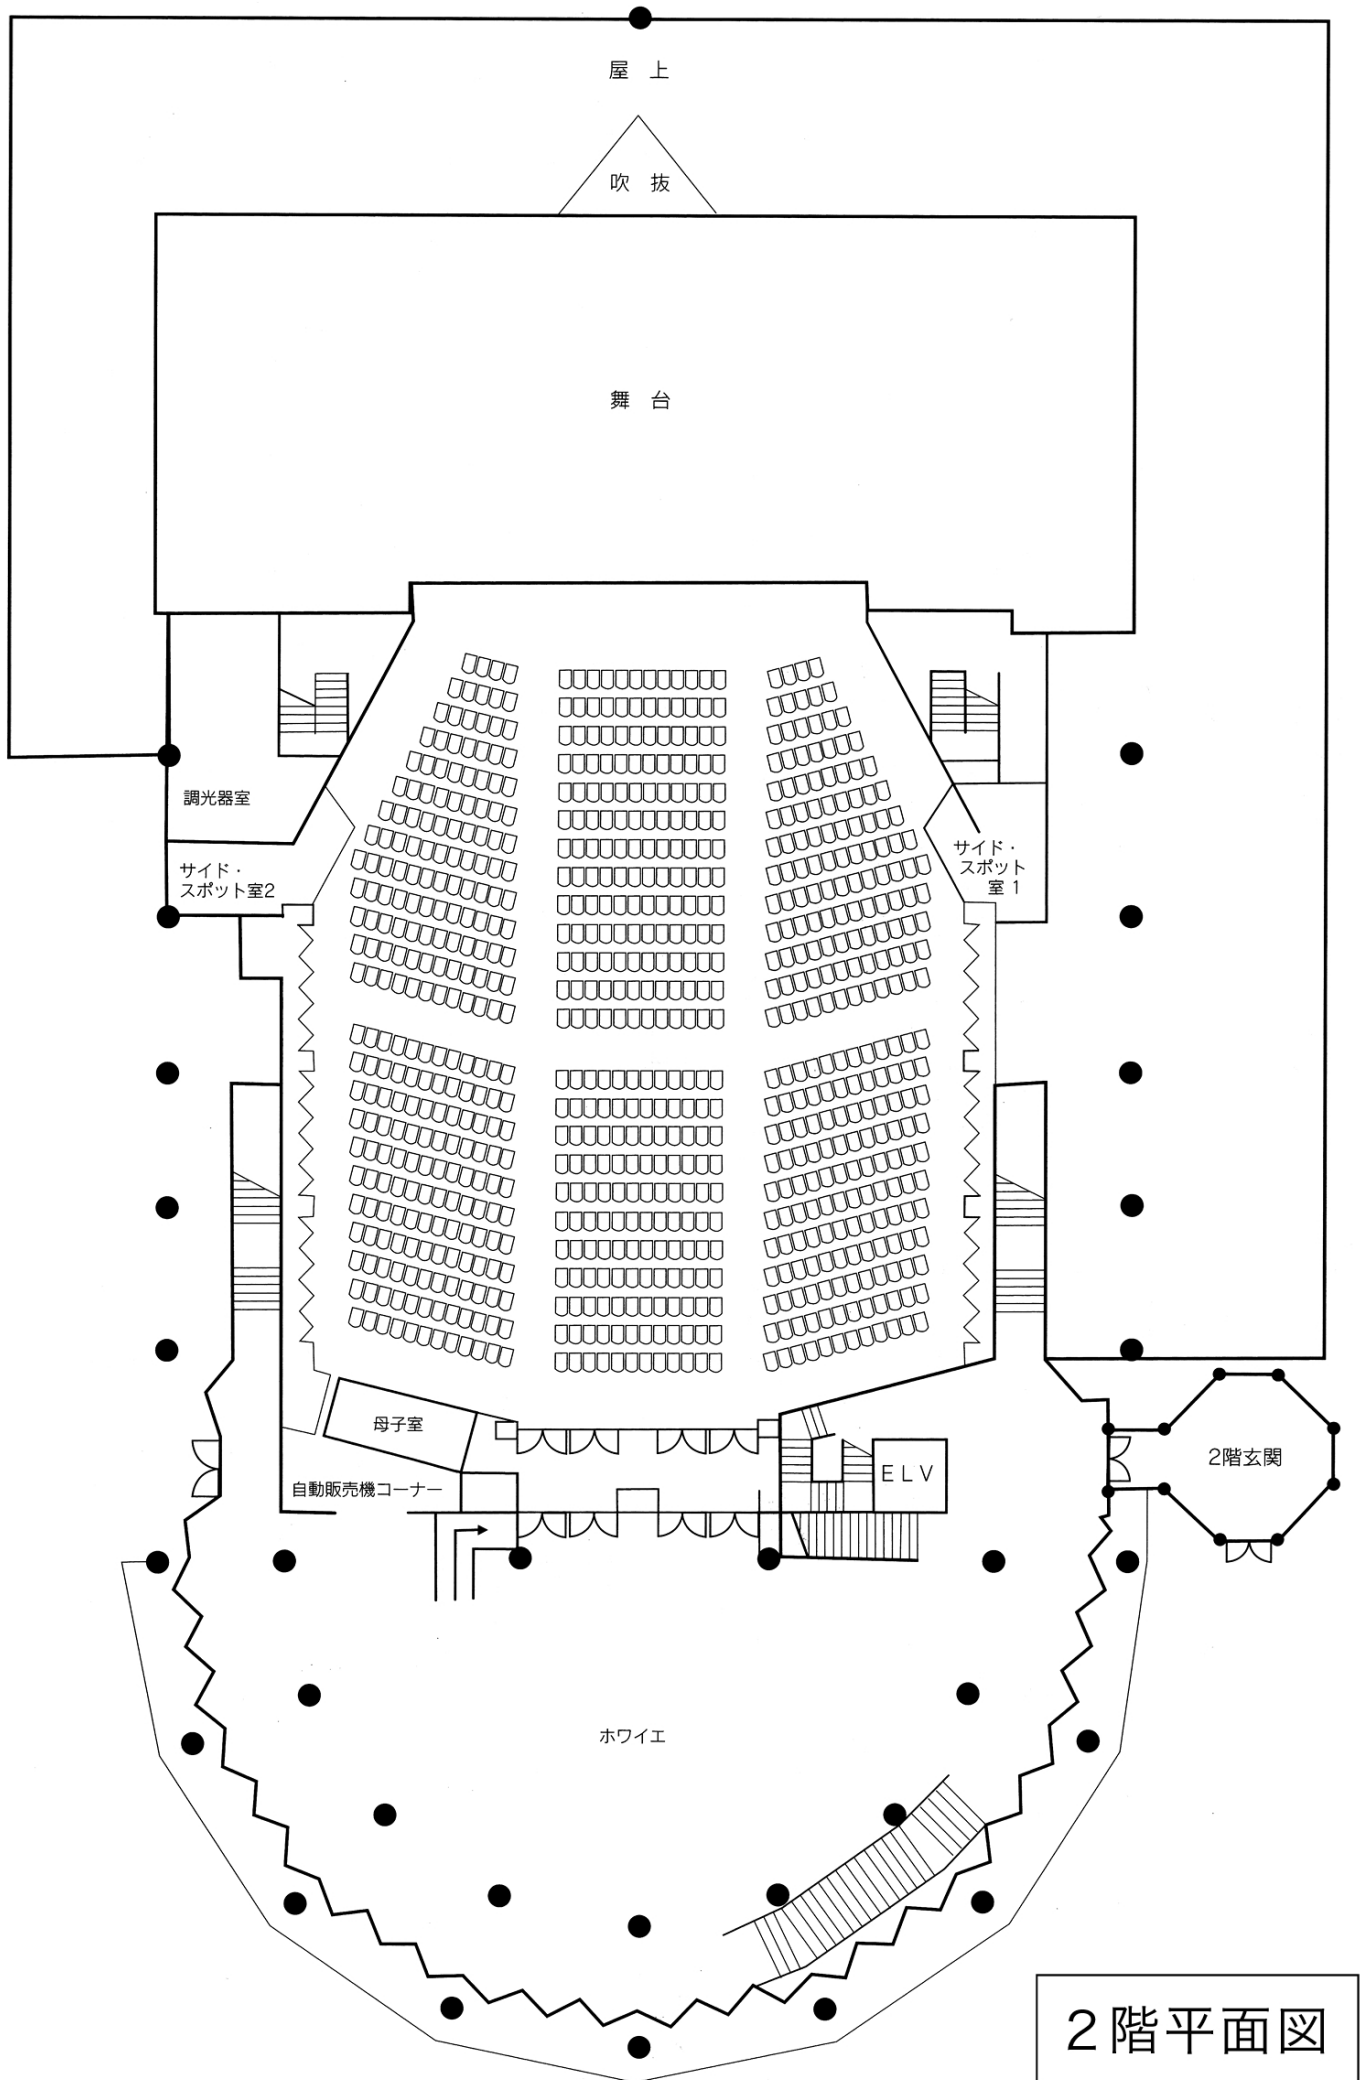 屋 上
吹 抜
舞 台
調光器室
サイド・
スポット室2
サイド・
スポット
室 1
母子室
自動販売機コーナー
ELV
2階玄関
ホワイエ
2階平面図